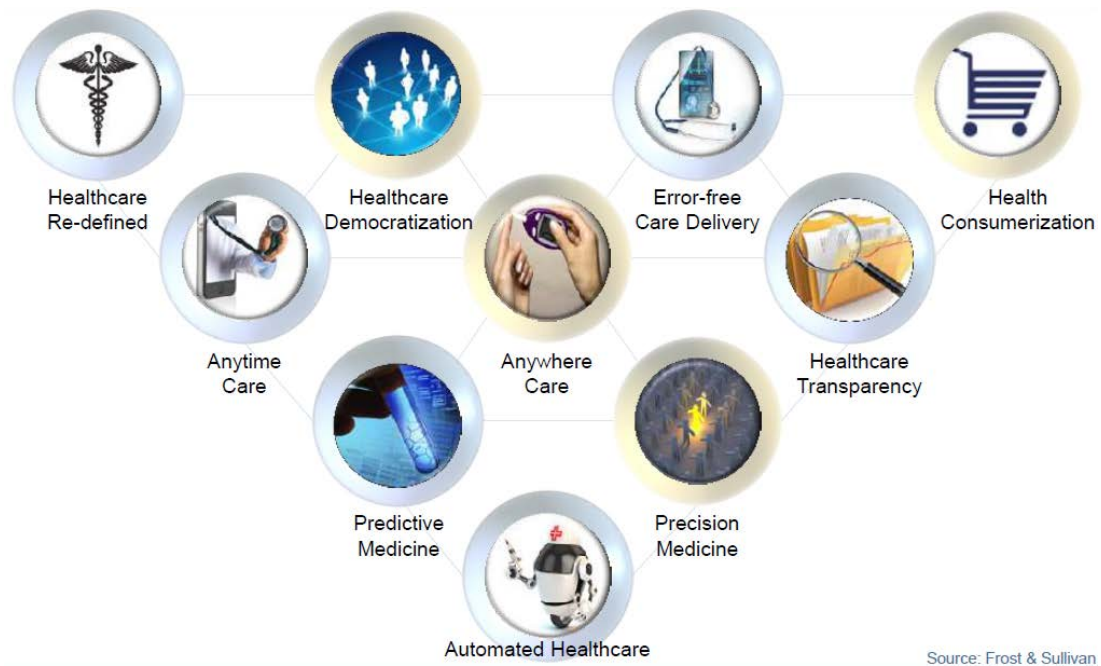 Healthcare
Re-defined
Healthcare
Democratization
Error-free
Care Delivery
Health
Consumerization
Anytime
Care
Anywhere
Care
Healthcare
Transparency
Predictive
Medicine
Precision
Medicine
Automated Healthcare
Source: Frost & Sullivan